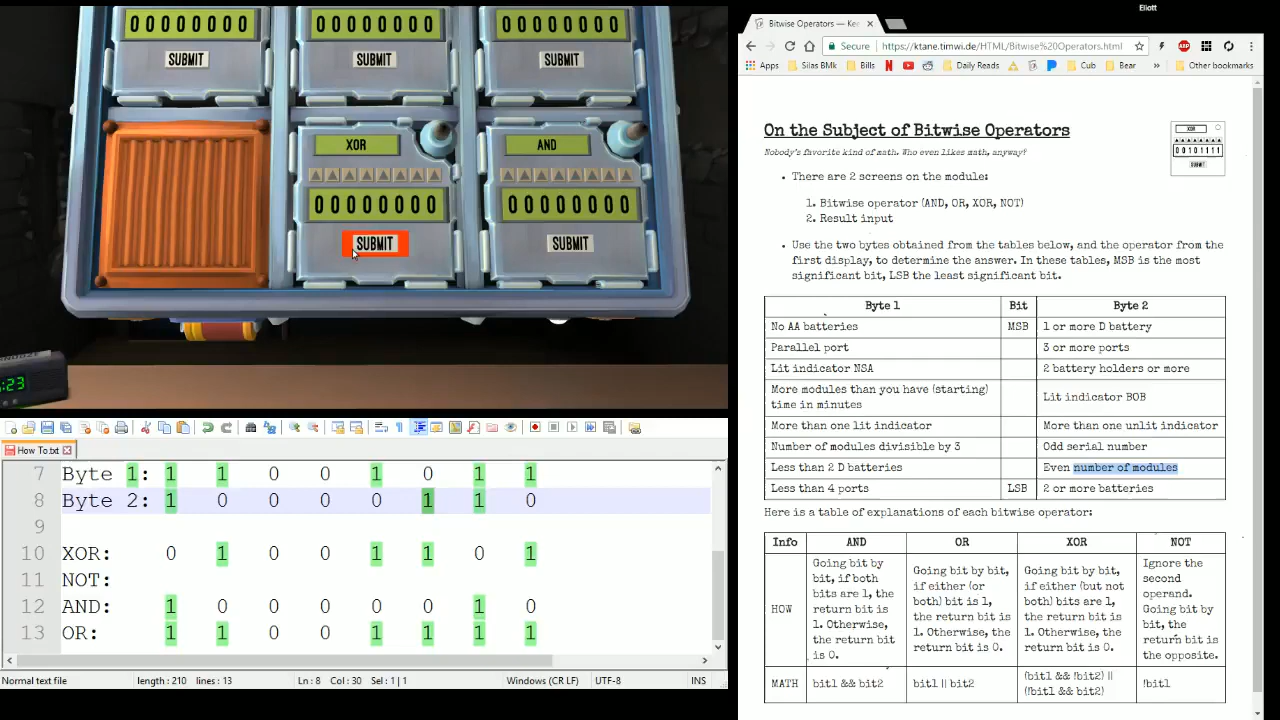 Eliott
Bitwise Operators — Kee
Secure https://ktane.timwi.de/HTML/Bitwise%20Operators.html
Apps Silas BMk Bills Daily Reads Cub Bear » Other bookmarks
00000000 00000000 00000000
SUBMIT SUBMIT SUBMIT
XOR AND
00000000 00000000
SUBMIT SUBMIT
:23
How To.txt
7 Byte 1: 1 1 0 0 1 0 1 1
8 Byte 2: 1 0 0 0 0 1 1 0
9
10 XOR: 0 1 0 0 1 1 0 1
11 NOT:
12 AND: 1 0 0 0 0 0 1 0
13 OR: 1 1 0 0 1 1 1 1
Normal text file length : 210 lines : 13 Ln : 8 Col : 30 Sel : 1 | 1 Windows (CR LF) UTF-8 INS
On the Subject of Bitwise Operators
Nobody's favorite kind of math. Who even likes math, anyway?
XOR
00101111
SUBMIT
• There are 2 screens on the module:
1. Bitwise operator (AND, OR, XOR, NOT)
2. Result input
• Use the two bytes obtained from the tables below, and the operator from the
first display, to determine the answer. In these tables, MSB is the most
significant bit, LSB the least significant bit.
Byte 1 Bit Byte 2
No AA batteries MSB 1 or more D battery
Parallel port 3 or more ports
Lit indicator NSA 2 battery holders or more
More modules than you have (starting)
time in minutes Lit indicator BOB
More than one lit indicator More than one unlit indicator
Number of modules divisible by 3 Odd serial number
Less than 2 D batteries Even number of modules
Less than 4 ports LSB 2 or more batteries
Here is a table of explanations of each bitwise operator:
Info AND OR XOR NOT
HOW
Going bit by
bit, if both
bits are 1, the
return bit is
1. Otherwise,
the return bit
is 0.
Going bit by
bit, if either (or
both) bit is 1,
the return bit is
1. Otherwise, the
return bit is 0.
Going bit by bit,
if either (but not
both) bits are 1,
the return bit is
1. Otherwise, the
return bit is 0.
Ignore the
second
operand.
Going bit by
bit, the
return bit is
the opposite.
MATH bit1 && bit2 bit1 || bit2 (bit1 && !bit2) ||
(!bit1 && bit2) !bit1